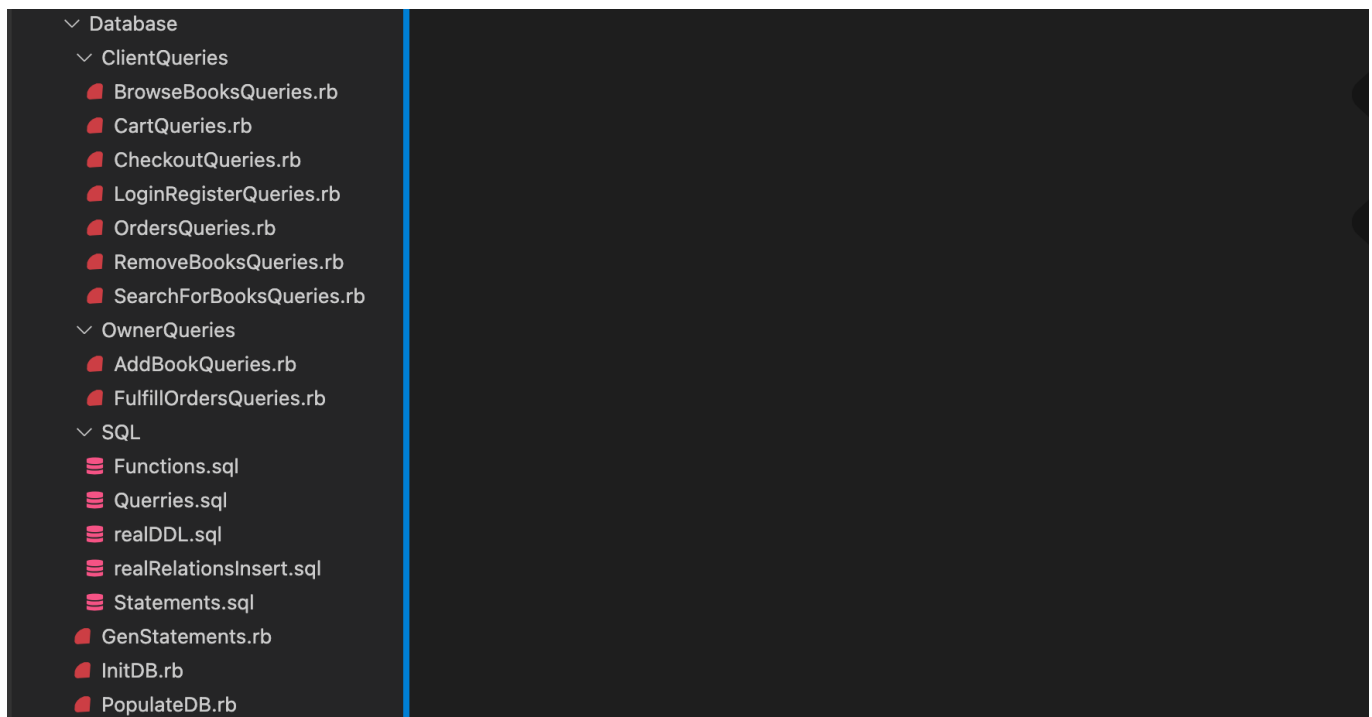 Database
ClientQueries
BrowseBooksQueries.rb
CartQueries.rb
CheckoutQueries.rb
LoginRegisterQueries.rb
OrdersQueries.rb
RemoveBooksQueries.rb
SearchForBooksQueries.rb
OwnerQueries
AddBookQueries.rb
FulfillOrdersQueries.rb
SQL
Functions.sql
Querries.sql
realDDL.sql
realRelationsInsert.sql
Statements.sql
GenStatements.rb
InitDB.rb
PopulateDB.rb